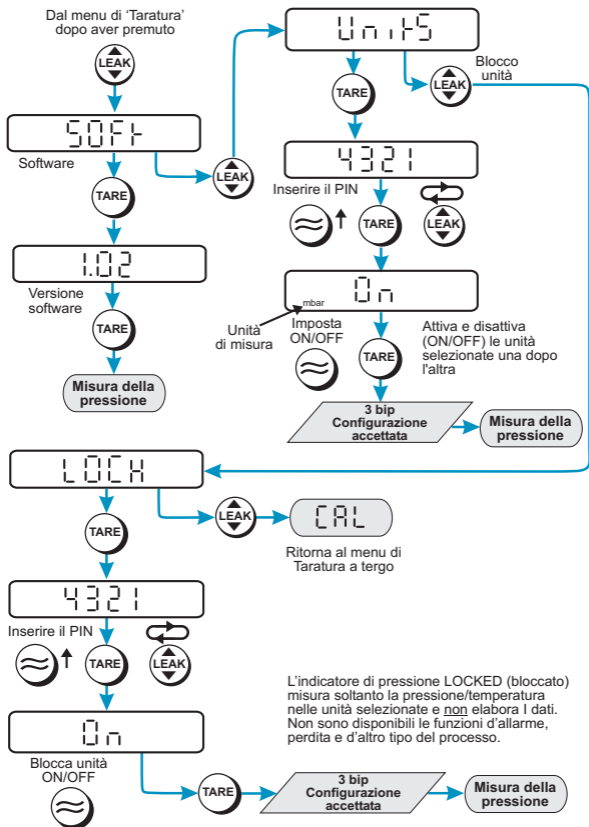 Dal menu di 'Taratura'
dopo aver premuto
LEAK
SOFt
Software
LEAK
TARE
1.02
Versione
software
TARE
Misura della
pressione
UnitS
Blocco
unità
TARE
LEAK
4321
Inserire il PIN
TARE
LEAK
On
mbar
Unità
di misura
Imposta
ON/OFF
TARE
Attiva e disattiva
(ON/OFF) le unità
selezionate una dopo
l'altra
3 bip
Configurazione
accettata
Misura della
pressione
LOCK
TARE
LEAK
CAL
Ritorna al menu di
Taratura a tergo
4321
Inserire il PIN
TARE
LEAK
L'indicatore di pressione LOCKED (bloccato)
misura soltanto la pressione/temperatura
nelle unità selezionate e non elabora I dati.
Non sono disponibili le funzioni d'allarme,
perdita e d'altro tipo del processo.
On
Blocca unità
ON/OFF
TARE
3 bip
Configurazione
accettata
Misura della
pressione